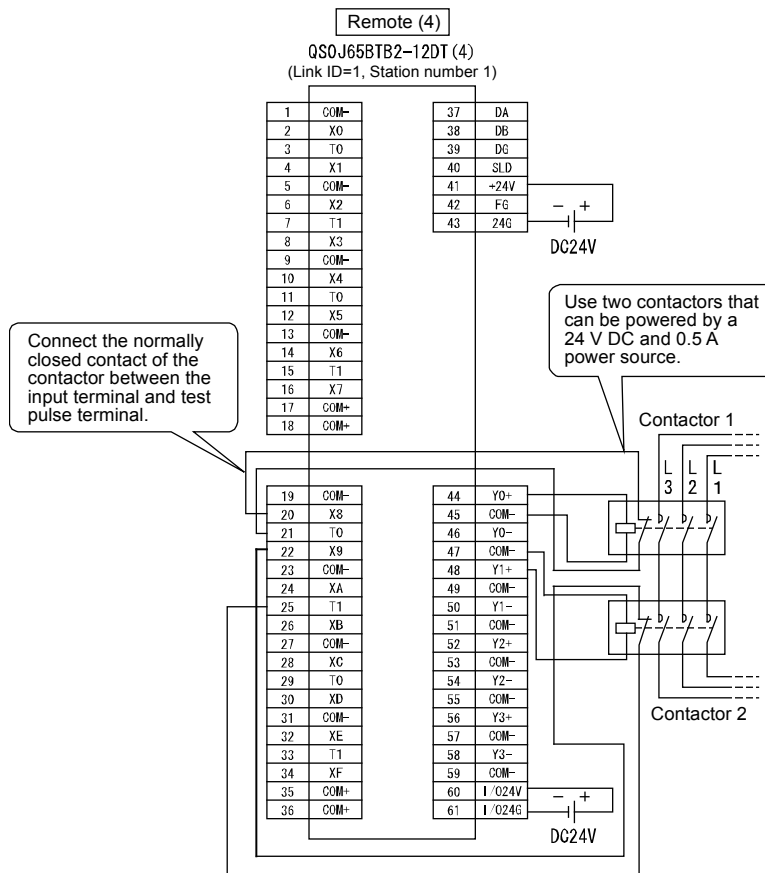 Remote (4)
QS0J65BTB2-12DT(4)
(Link ID=1, Station number 1)
1 COM-
2 X0
3 T0
4 X1
5 COM-
6 X2
7 T1
8 X3
9 COM-
10 X4
11 T0
12 X5
13 COM-
14 X6
15 T1
16 X7
17 COM+
18 COM+
37 DA
38 DB
39 DG
40 SLD
41 +24V
42 FG
43 24G
− +
DC24V
Connect the normally
closed contact of the
contactor between the
input terminal and test
pulse terminal.
Use two contactors that
can be powered by a
24 V DC and 0.5 A
power source.
Contactor 1
L L L
3 2 1
19 COM-
20 X8
21 T0
22 X9
23 COM-
24 XA
25 T1
26 XB
27 COM-
28 XC
29 T0
30 XD
31 COM-
32 XE
33 T1
34 XF
35 COM+
36 COM+
44 Y0+
45 COM-
46 Y0-
47 COM-
48 Y1+
49 COM-
50 Y1-
51 COM-
52 Y2+
53 COM-
54 Y2-
55 COM-
56 Y3+
57 COM-
58 Y3-
59 COM-
60 I/O24V
61 I/O24G
Contactor 2
− +
DC24V